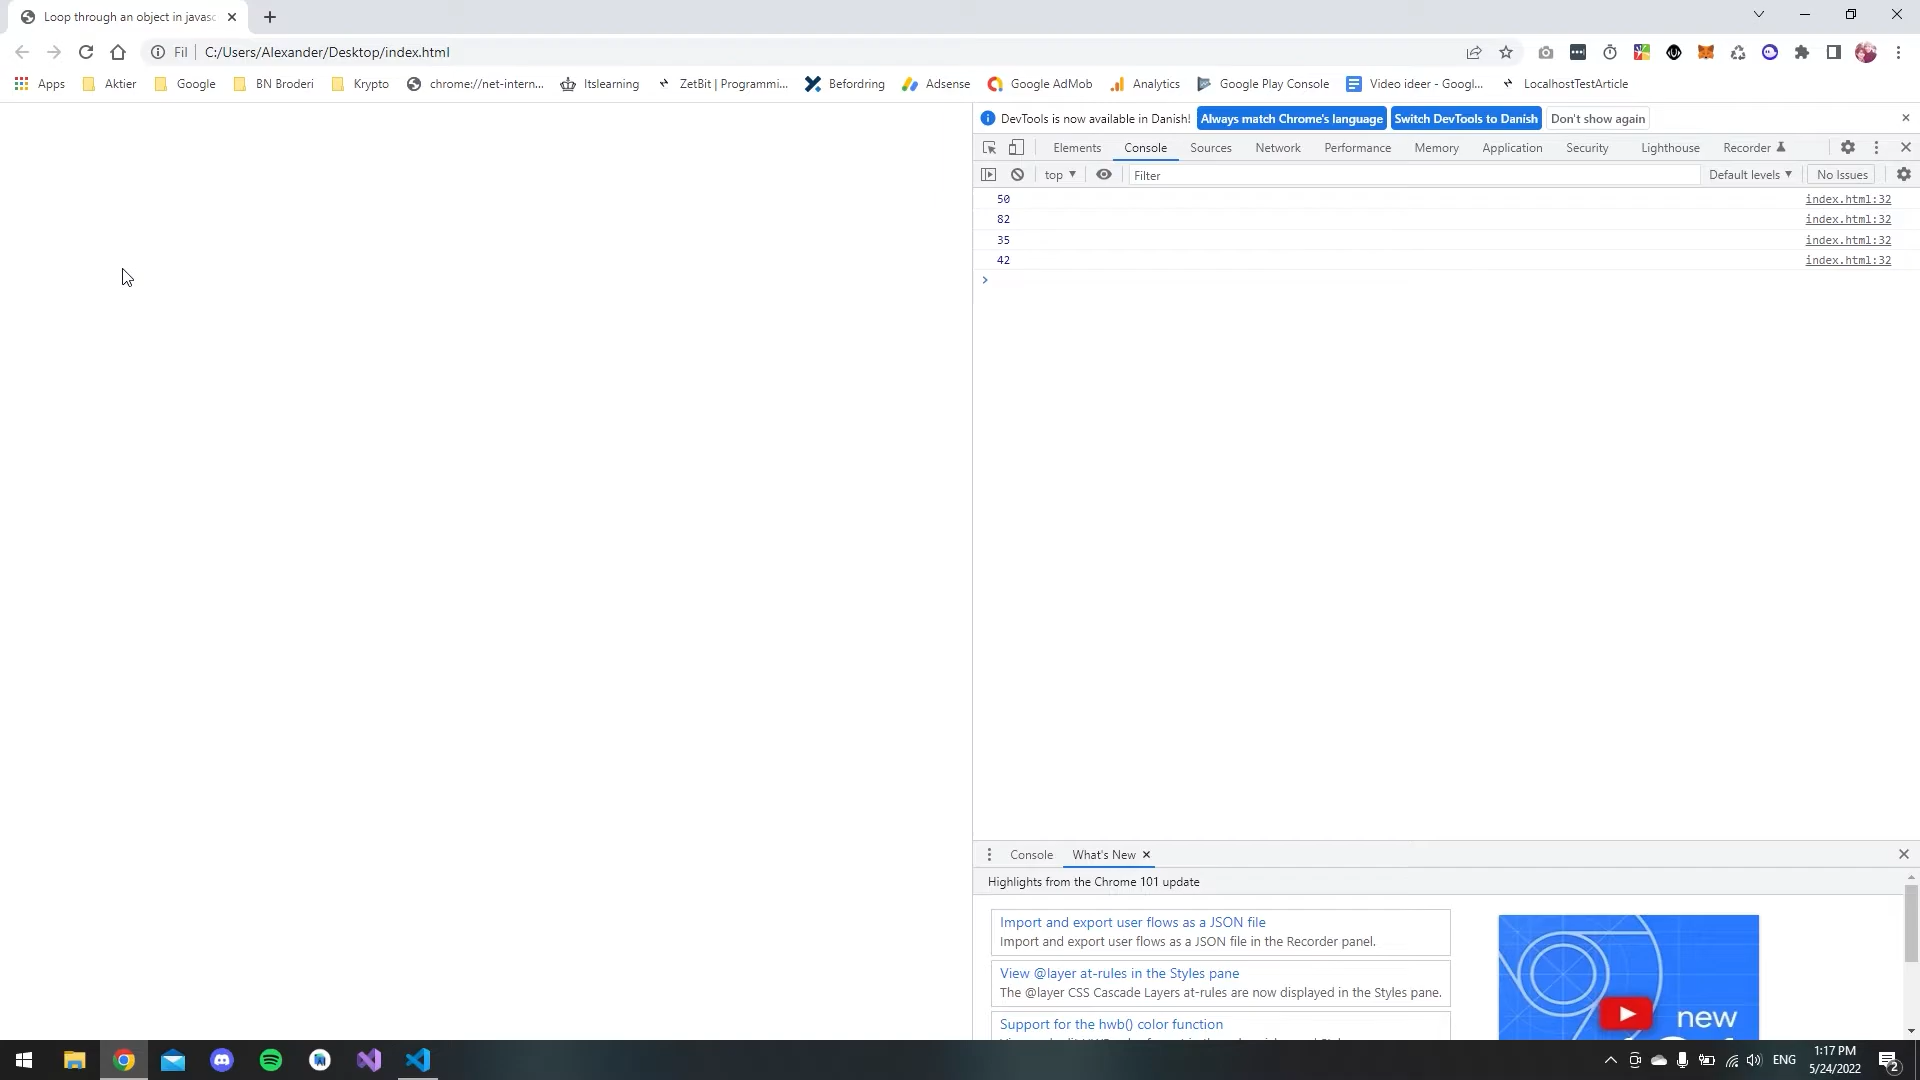 Loop through an object in javasc
Fil C:/Users/Alexander/Desktop/index.html
Apps Aktier Google BN Broderi Krypto chrome://net-intern... Itslearning ZetBit | Programmi... Befordring Adsense Google AdMob Analytics Google Play Console Video ideer - Googl... LocalhostTestArticle
DevTools is now available in Danish! Always match Chrome's language Switch DevTools to Danish Don't show again
Elements Console Sources Network Performance Memory Application Security Lighthouse Recorder
top Filter Default levels No Issues
50 index.html:32
82 index.html:32
35 index.html:32
42 index.html:32
Console What's New
Highlights from the Chrome 101 update
Import and export user flows as a JSON file
Import and export user flows as a JSON file in the Recorder panel.
View @layer at-rules in the Styles pane
The @layer CSS Cascade Layers at-rules are now displayed in the Styles pane.
Support for the hwb() color function
new
ENG
1:17 PM
5/24/2022
2